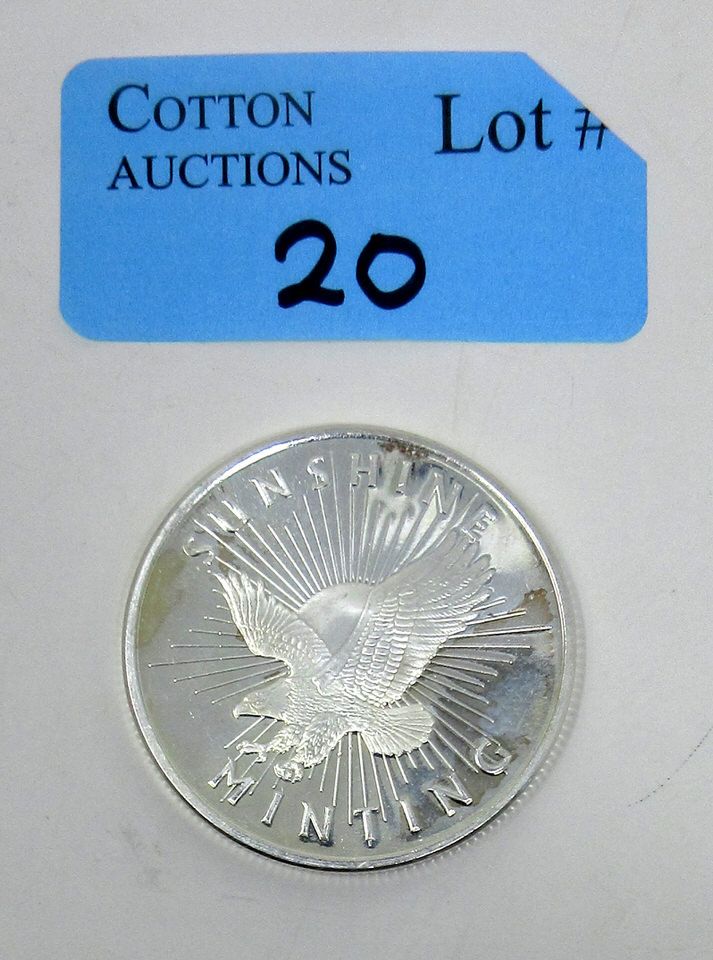 COTTON
AUCTIONS
Lot #
20
SUNSHINE
MINTING